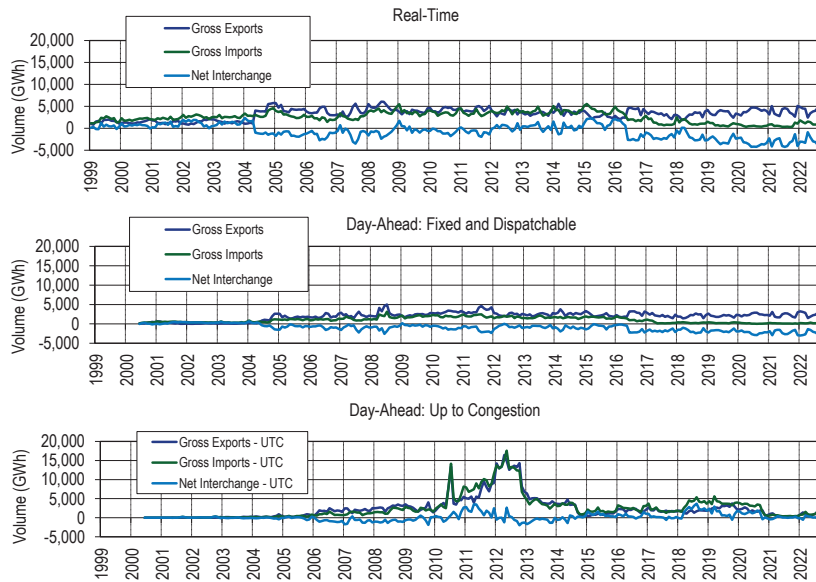 Real-Time
Volume (GWh)
20,000
15,000
10,000
5,000
0
-5,000
Gross Exports
Gross Imports
Net Interchange
1999 2000 2001 2002 2003 2004 2005 2006 2007 2008 2009 2010 2011 2012 2013 2014 2015 2016 2017 2018 2019 2020 2021 2022
Day-Ahead: Fixed and Dispatchable
Volume (GWh)
20,000
15,000
10,000
5,000
0
-5,000
Gross Exports
Gross Imports
Net Interchange
1999 2000 2001 2002 2003 2004 2005 2006 2007 2008 2009 2010 2011 2012 2013 2014 2015 2016 2017 2018 2019 2020 2021 2022
Day-Ahead: Up to Congestion
Volume (GWh)
20,000
15,000
10,000
5,000
0
-5,000
Gross Exports - UTC
Gross Imports - UTC
Net Interchange - UTC
1999 2000 2001 2002 2003 2004 2005 2006 2007 2008 2009 2010 2011 2012 2013 2014 2015 2016 2017 2018 2019 2020 2021 2022